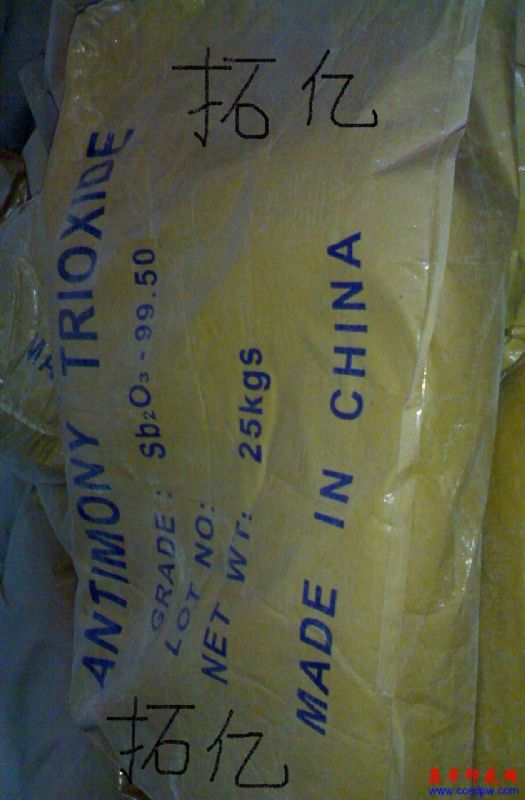 拓亿
ANTIMONY TRIOXIDE
GRADE: Sb₂O₃-99.50
LOT NO:
NET WT: 25kgs
MADE IN CHINA
拓亿
www.ccedpw.com